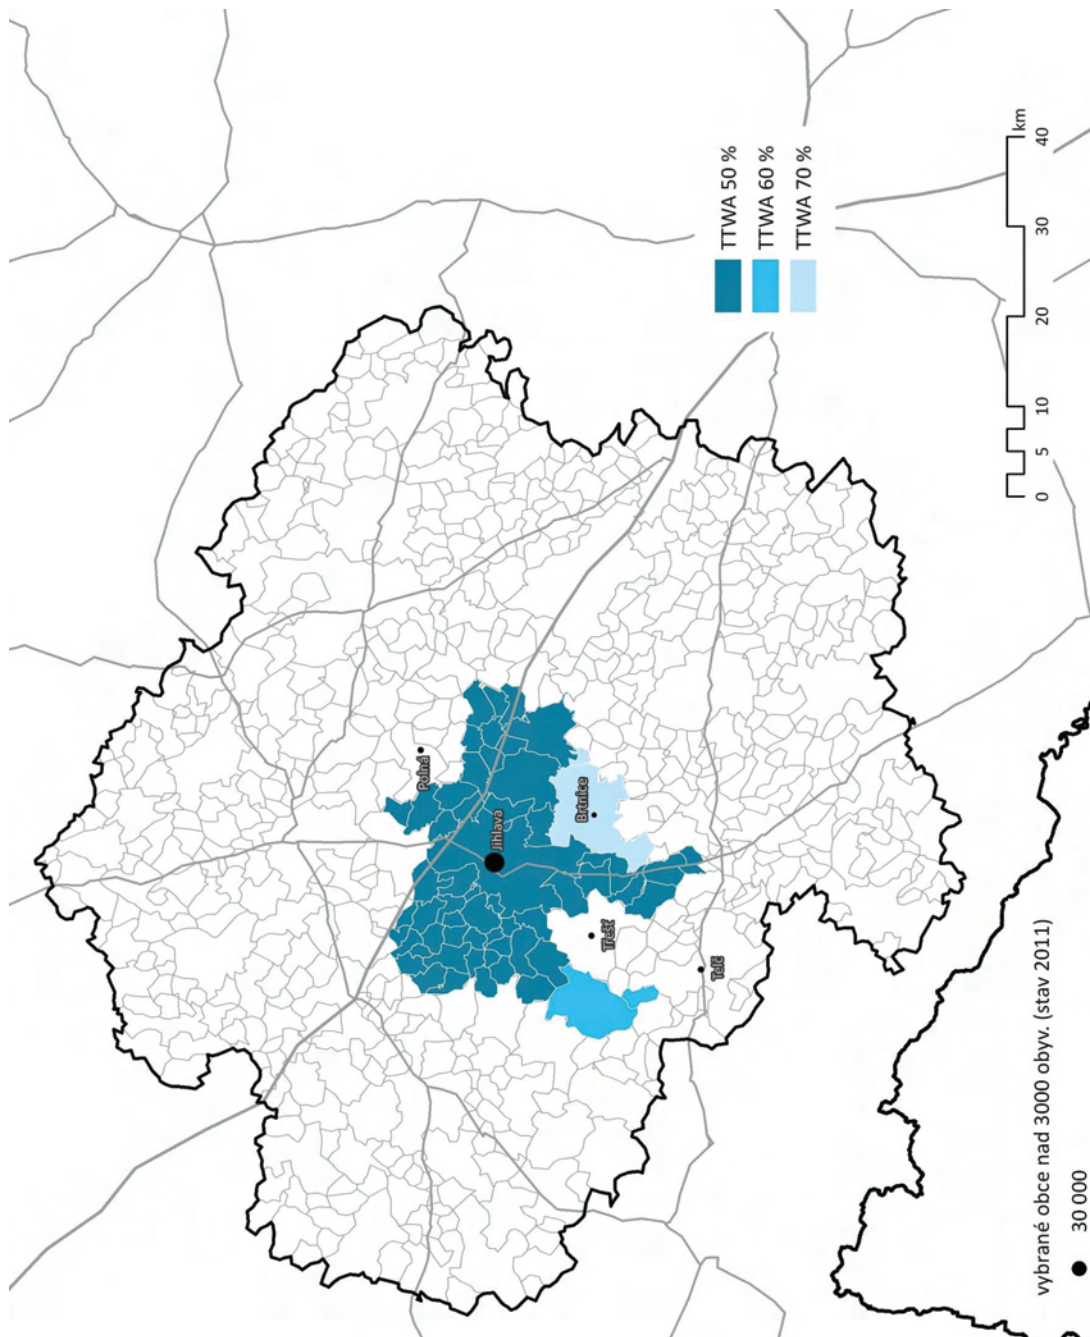 Polná
Jihlava
Brtnice
Třešť
Telč
TTWA 50 %
TTWA 60 %
TTWA 70 %
0 5 10 20 30 40
km
vybrané obce nad 3000 obyv. (stav 2011)
30 000